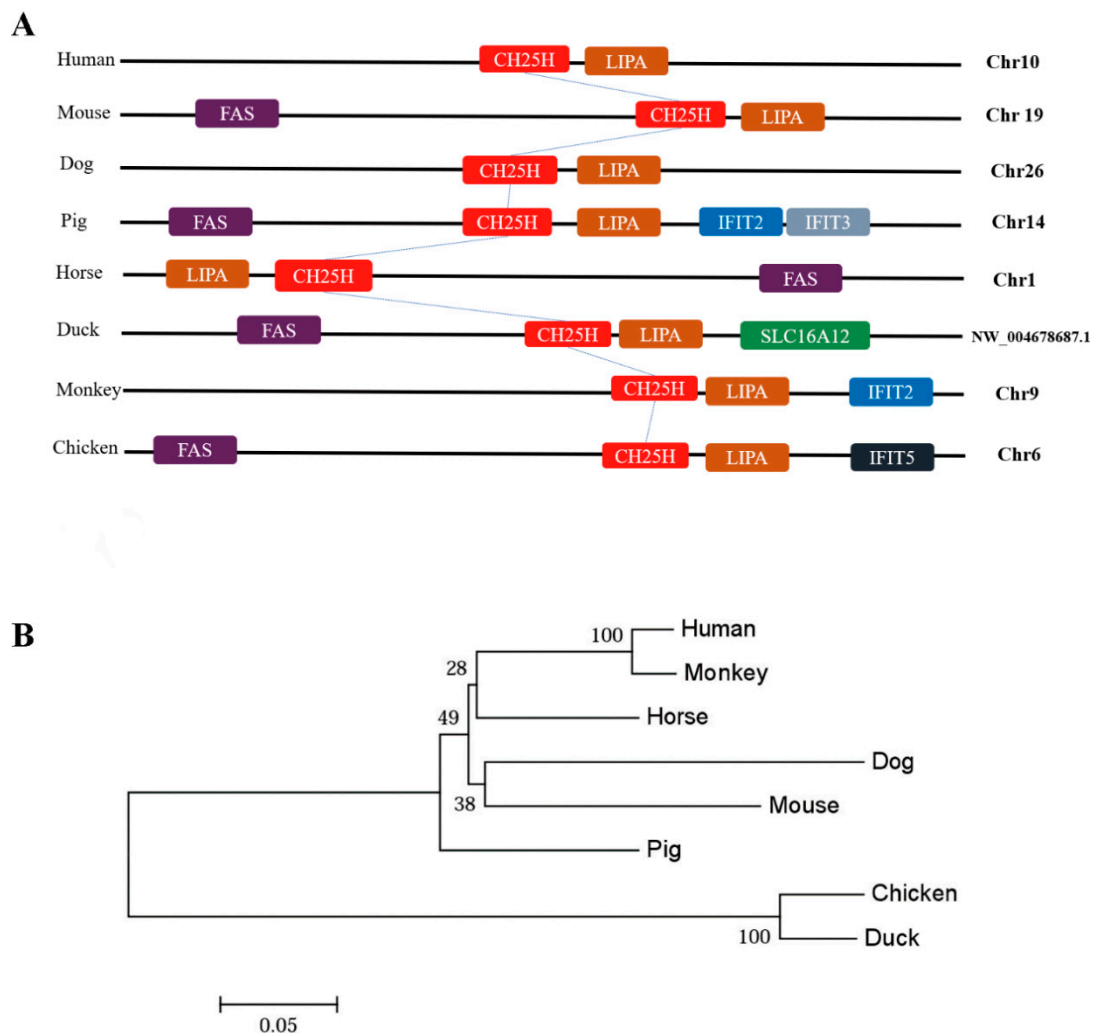 A
Human CH25H LIPA Chr10
Mouse FAS CH25H LIPA Chr 19
Dog CH25H LIPA Chr26
Pig FAS CH25H LIPA IFIT2 IFIT3 Chr14
Horse LIPA CH25H FAS Chr1
Duck FAS CH25H LIPA SLC16A12 NW_004678687.1
Monkey CH25H LIPA IFIT2 Chr9
Chicken FAS CH25H LIPA IFIT5 Chr6
B
100 Human
28 Monkey
49 Horse
Dog
38 Mouse
Pig
Chicken
100 Duck
0.05